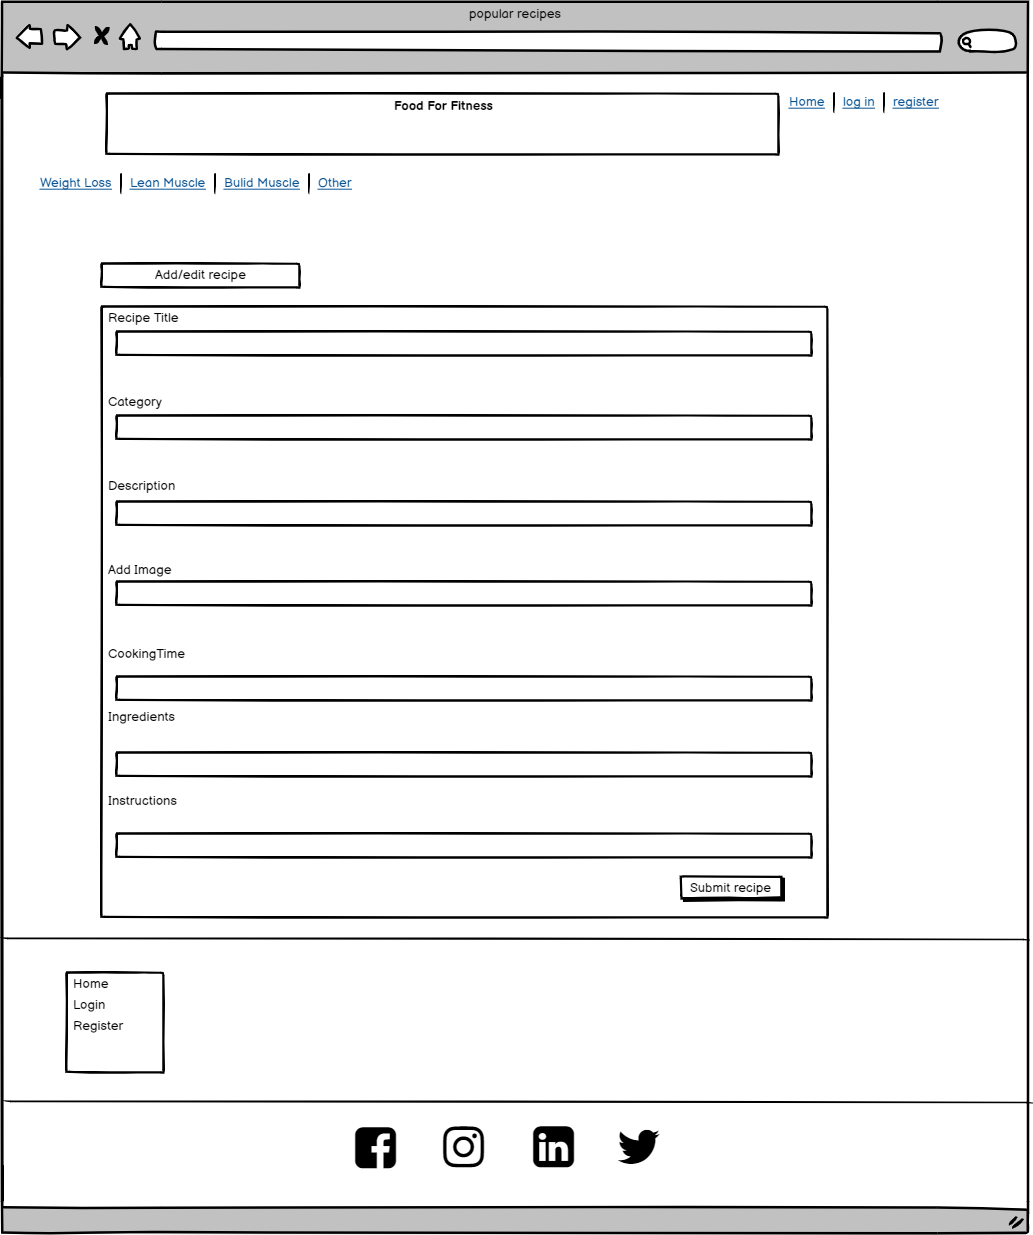 popular recipes
Food For Fitness
Home | log in | register
Weight Loss | Lean Muscle | Bulid Muscle | Other
Add/edit recipe
Recipe Title
Category
Description
Add Image
CookingTime
Ingredients
Instructions
Submit recipe
Home
Login
Register
in